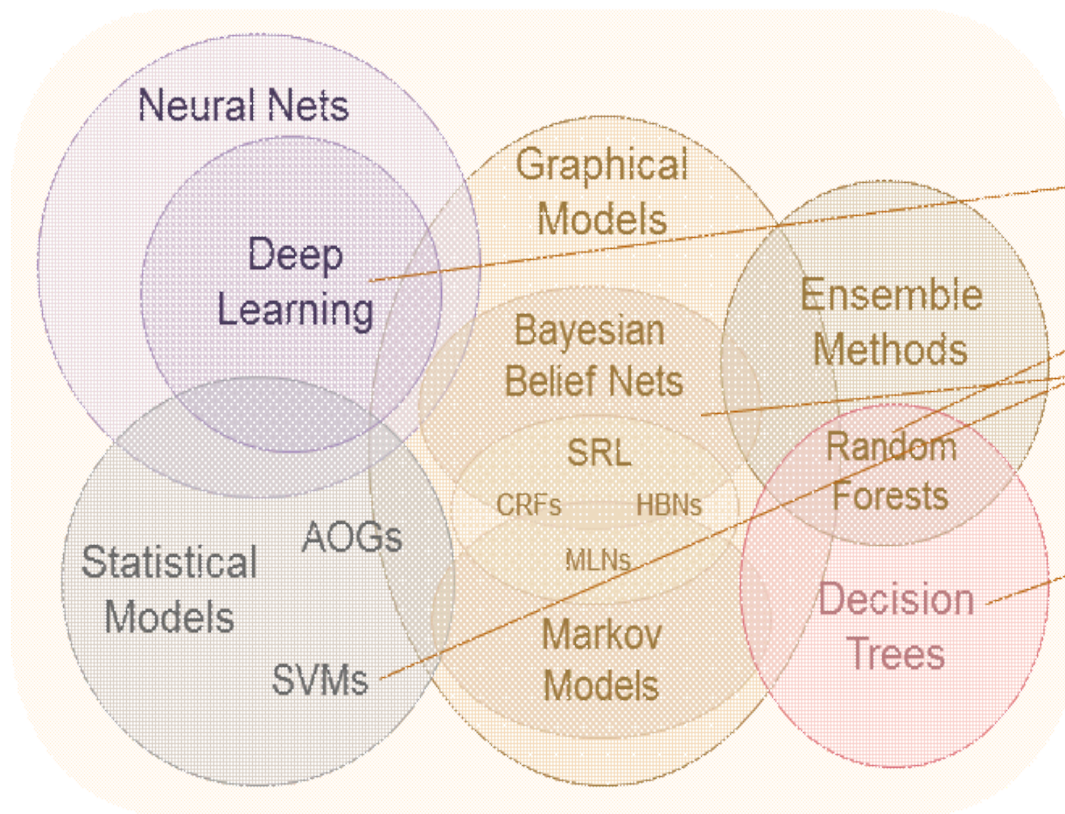 Neural Nets
Deep
Learning
Graphical
Models
Bayesian
Belief Nets
SRL
CRFs HBNs
MLNs
Markov
Models
Ensemble
Methods
Random
Forests
Decision
Trees
Statistical
Models
AOGs
SVMs